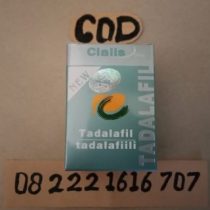 COD
Cialis
NEW
TADALAFIL
Tadalafil
tadalafiili
08 222 1616 707